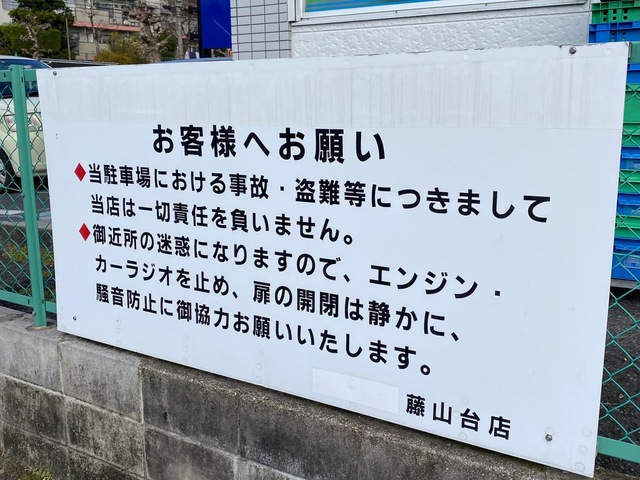 お客様へお願い
◆当駐車場における事故・盗難等につきまして
当店は一切責任を負いません。
◆御近所の迷惑になりますので、エンジン・
カーラジオを止め、扉の開閉は静かに、
騒音防止に御協力お願いいたします。
藤山台店